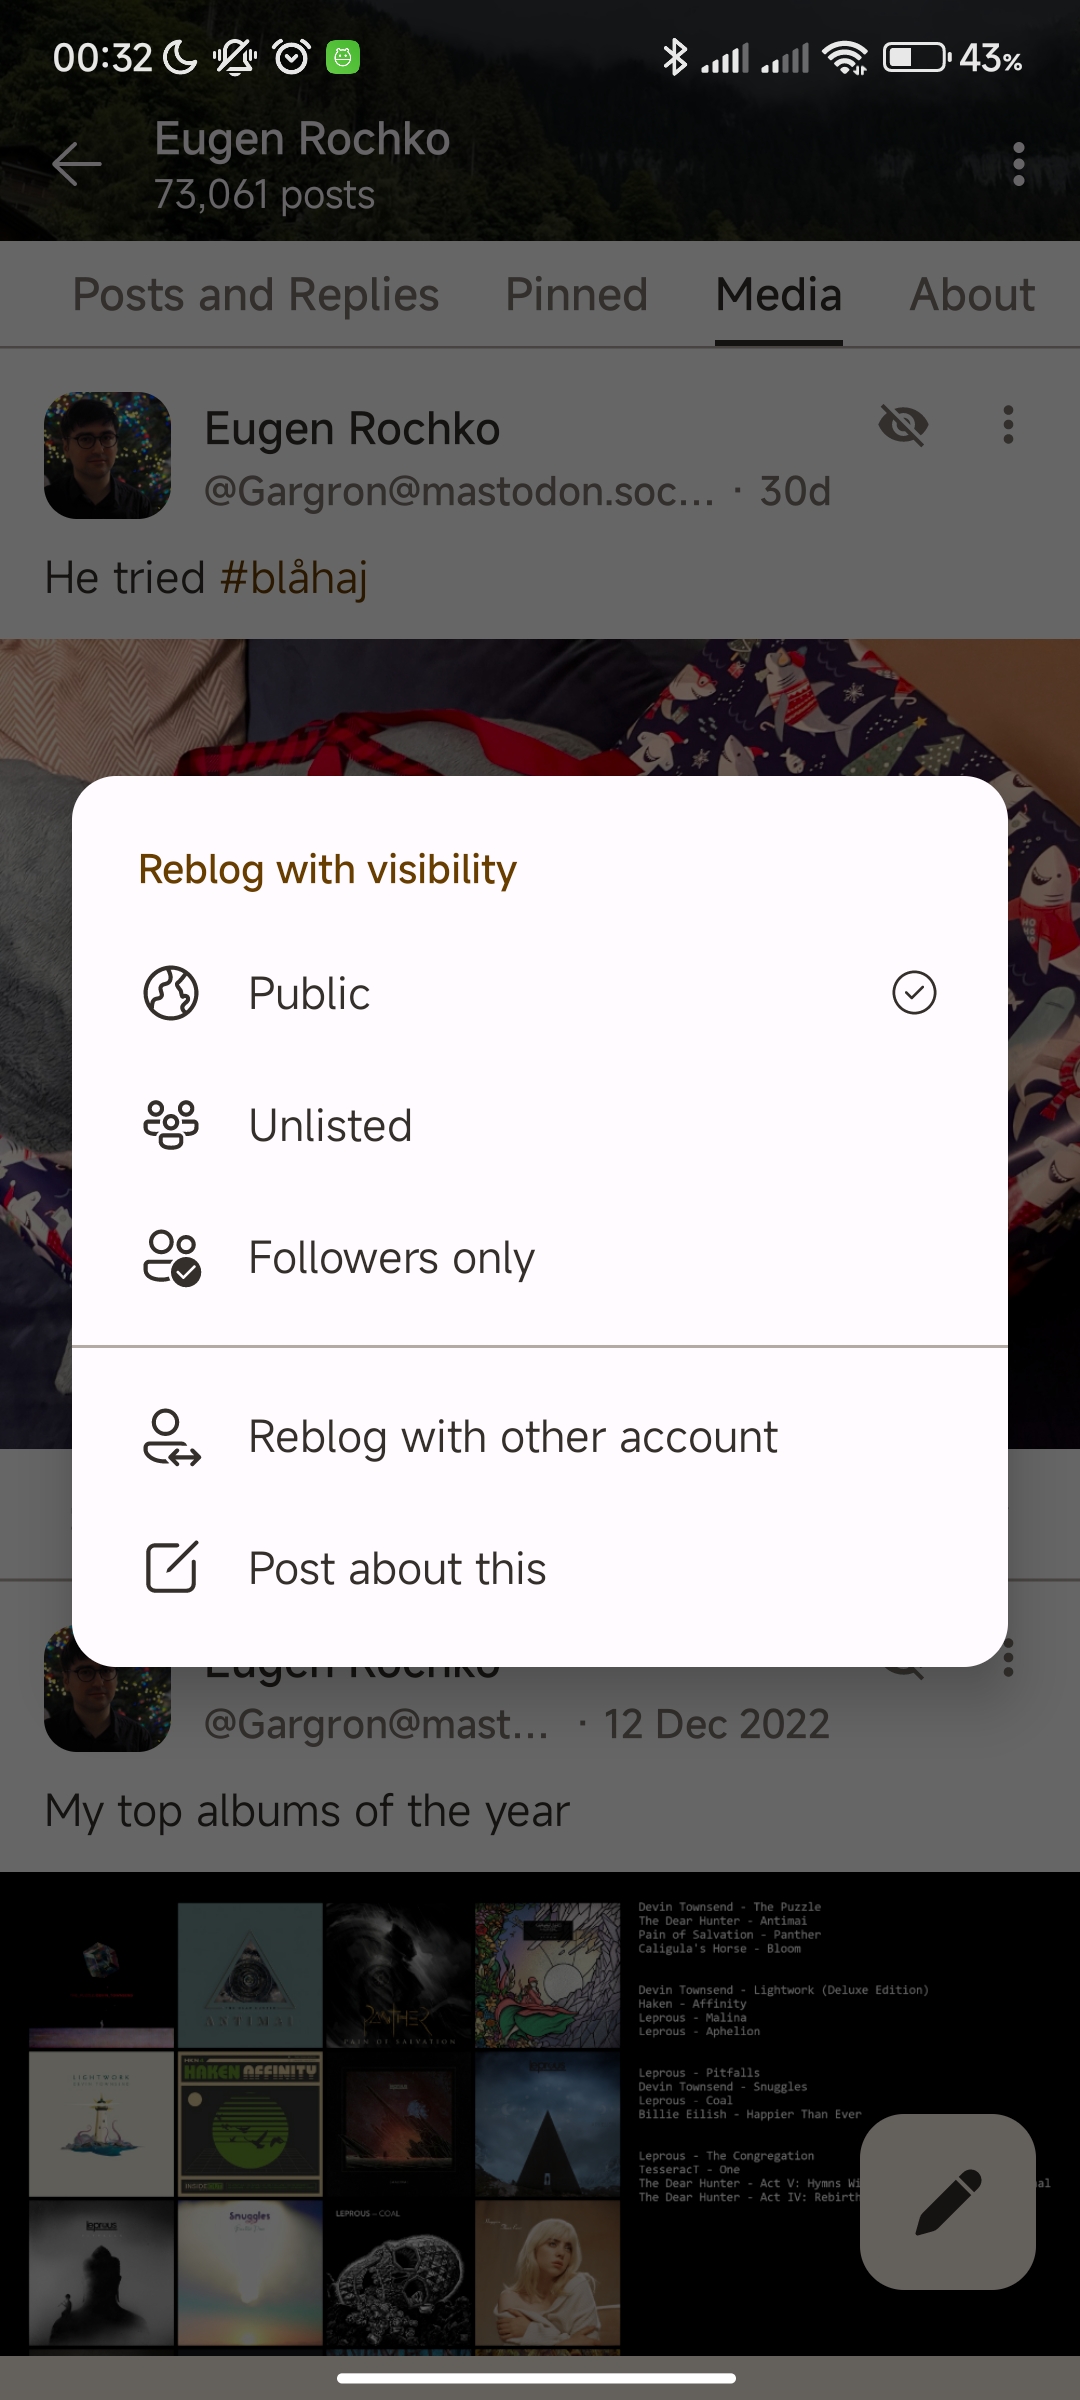 00:32
43%
Eugen Rochko
73,061 posts
Posts and Replies
Pinned
Media
About
Eugen Rochko
@Gargron@mastodon.soc... · 30d
He tried #blåhaj
HO
Reblog with visibility
Public
Unlisted
Followers only
Reblog with other account
Post about this
Eugen Rochko
@Gargron@mast... · 12 Dec 2022
My top albums of the year
Devin Townsend - The Puzzle
The Dear Hunter - Antimai
Pain of Salvation - Panther
Caligula's Horse - Bloom
Devin Townsend - Lightwork (Deluxe Edition)
Haken - Affinity
Leprous - Malina
Leprous - Aphelion
Leprous - Pitfalls
Devin Townsend - Snuggles
Leprous - Coal
Billie Eilish - Happier Than Ever
Leprous - The Congregation
TesseracT - One
The Dear Hunter - Act V: Hymns Wi
al
The Dear Hunter - Act IV: Rebirth
ANTIMAI
PANTHER
PAIN OF SALVATION
LIGHTWORK
HAKEN AFFINITY
leprous
Snuggles
LEPROUS – COAL